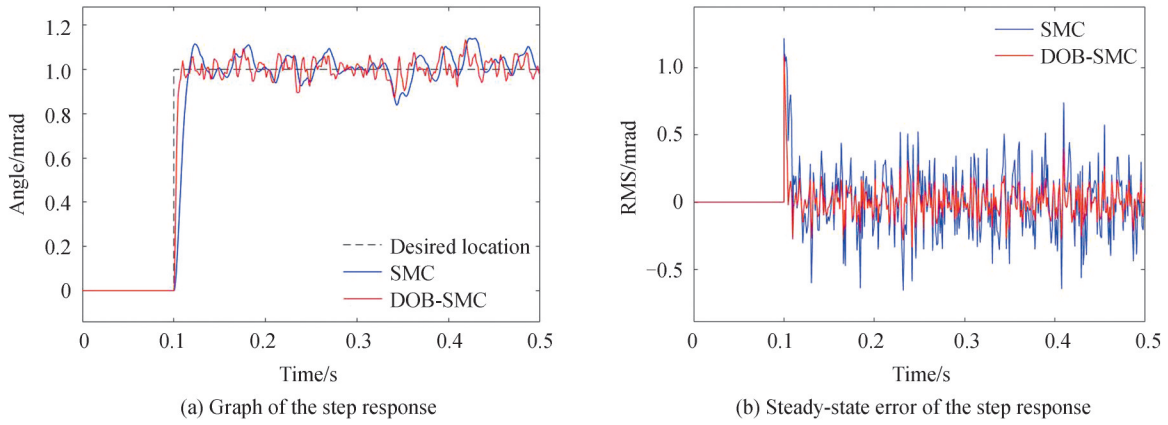 1.2
1.0
0.8
0.6
0.4
0.2
0
Angle/mrad
Desired location
SMC
DOB-SMC
0 0.1 0.2 0.3 0.4 0.5
Time/s
(a) Graph of the step response
SMC
DOB-SMC
1.0
0.5
0
−0.5
RMS/mrad
0 0.1 0.2 0.3 0.4 0.5
Time/s
(b) Steady-state error of the step response